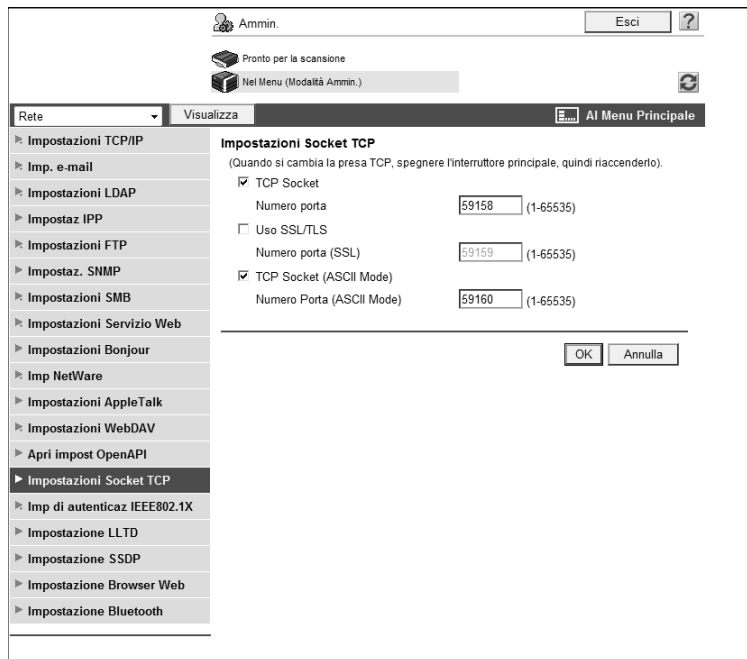 Ammin.
Esci
?
Pronto per la scansione
Nel Menu (Modalità Ammin.)
Rete
Visualizza
Al Menu Principale
Impostazioni TCP/IP
Imp. e-mail
Impostazioni LDAP
Impostaz IPP
Impostazioni FTP
Impostaz. SNMP
Impostazioni SMB
Impostazioni Servizio Web
Impostazioni Bonjour
Imp NetWare
Impostazioni AppleTalk
Impostazioni WebDAV
Apri impost OpenAPI
Impostazioni Socket TCP
Imp di autenticaz IEEE802.1X
Impostazione LLTD
Impostazione SSDP
Impostazione Browser Web
Impostazione Bluetooth
Impostazioni Socket TCP
(Quando si cambia la presa TCP, spegnere l'interruttore principale, quindi riaccenderlo).
TCP Socket
Numero porta 59158 (1-65535)
Uso SSL/TLS
Numero porta (SSL) 59159 (1-65535)
TCP Socket (ASCII Mode)
Numero Porta (ASCII Mode) 59160 (1-65535)
OK Annulla